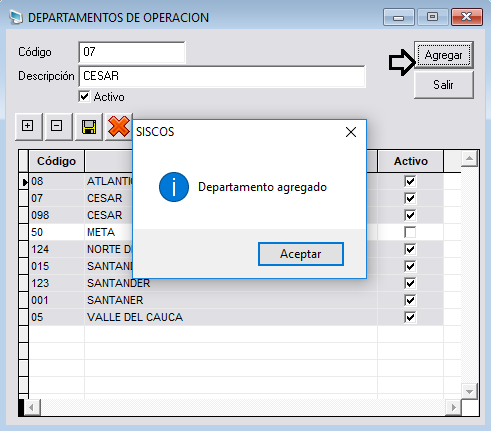 DEPARTAMENTOS DE OPERACION
Código 07
Agregar
Descripción CESAR
Salir
Activo
SISCOS
Departamento agregado
Aceptar
Código Activo
08 ATLANTIC
07 CESAR
098 CESAR
50 META
124 NORTE D
015 SANTAN
123 SANTANDER
001 SANTANER
05 VALLE DEL CAUCA